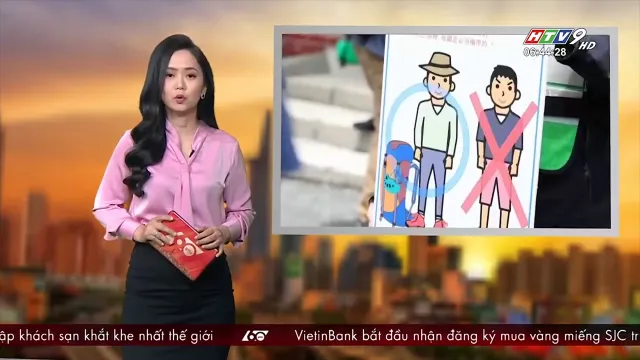 HTV9 HD
06:44:28
ập khách sạn khắt khe nhất thế giới 60 VietinBank bắt đầu nhận đăng ký mua vàng miếng SJC tr